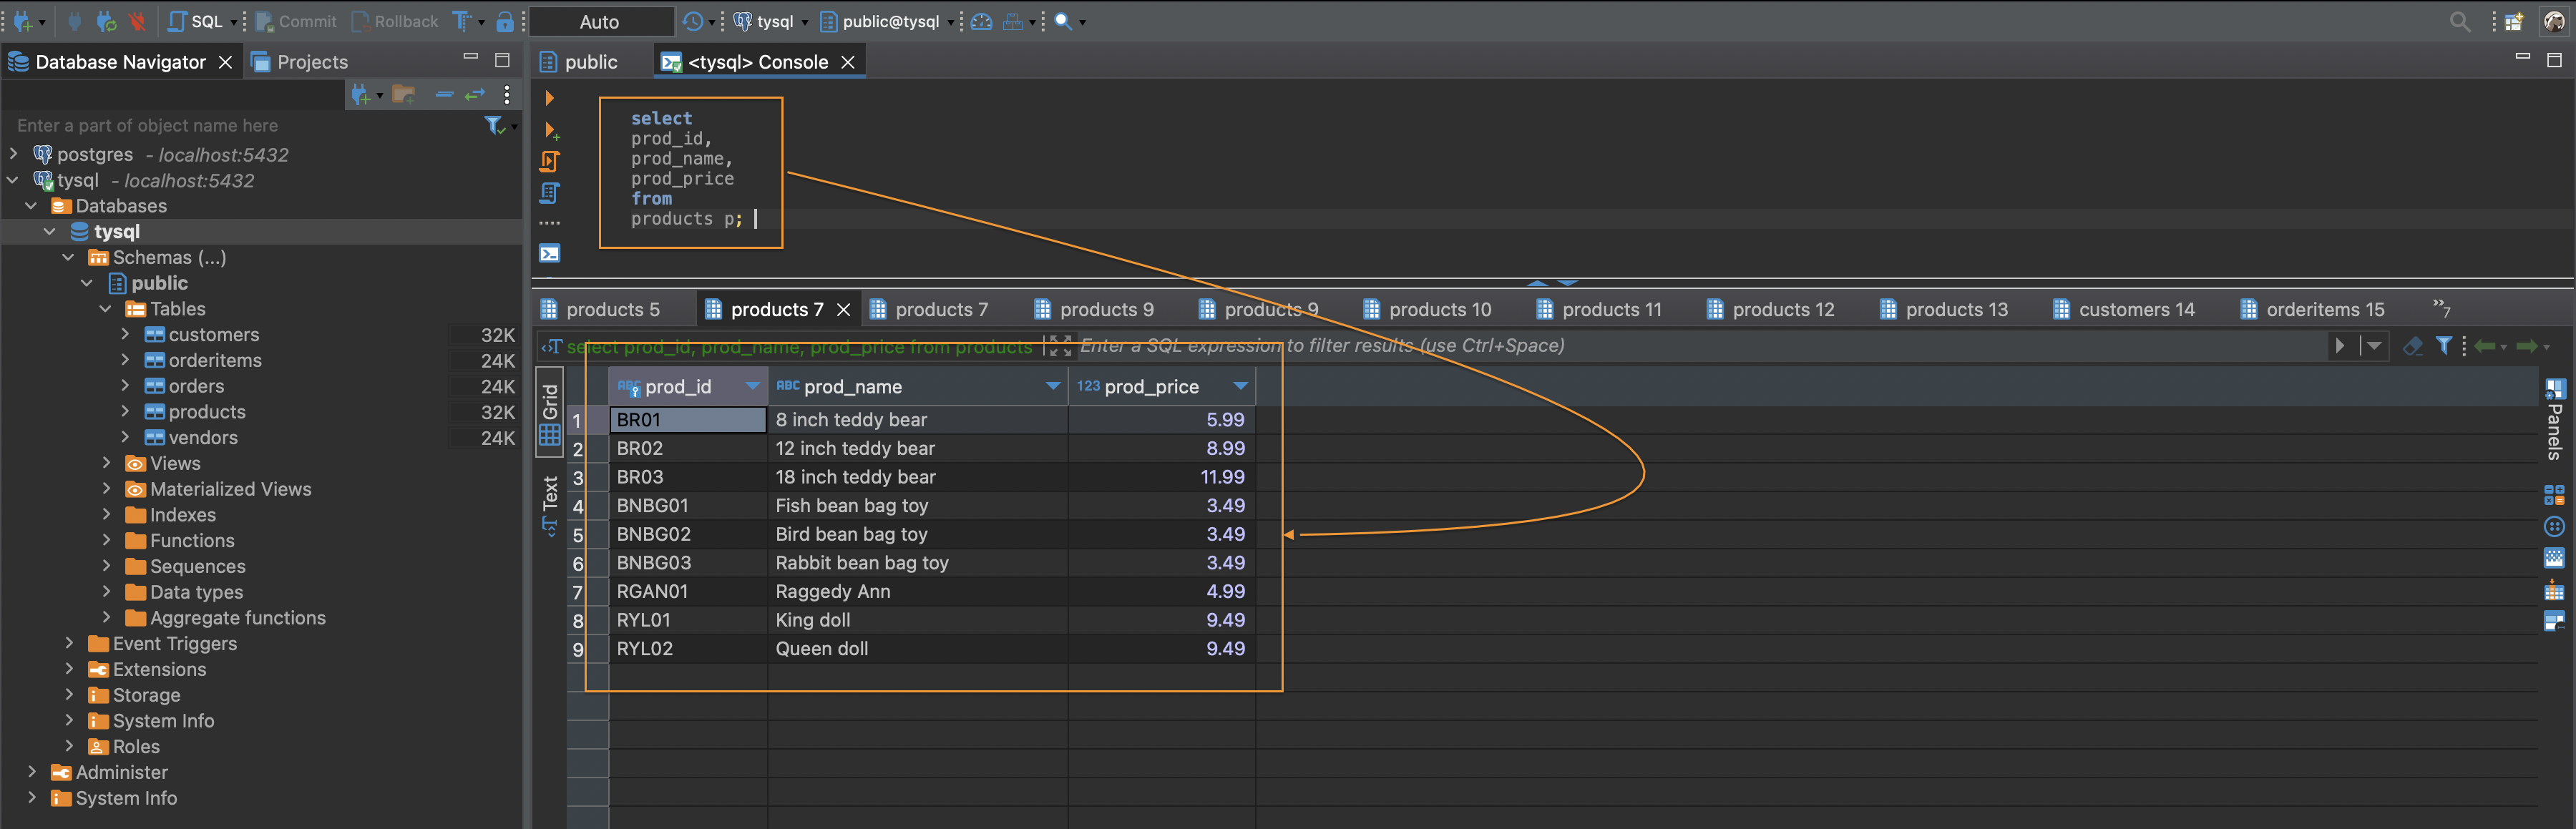 SQL Commit Rollback T Auto tysql public@tysql
Database Navigator Projects
Enter a part of object name here
postgres - localhost:5432
tysql - localhost:5432
Databases
tysql
Schemas (...)
public
Tables
customers 32K
orderitems 24K
orders 24K
products 32K
vendors 24K
Views
Materialized Views
Indexes
Functions
Sequences
Data types
Aggregate functions
Event Triggers
Extensions
Storage
System Info
Roles
Administer
System Info
public <tysql> Console
select
prod_id,
prod_name,
prod_price
from
products p;
products 5 products 7 products 7 products 9 products 9 products 10 products 11 products 12 products 13 customers 14 orderitems 15 »7
select prod_id, prod_name, prod_price from products Enter a SQL expression to filter results (use Ctrl+Space)
Grid
Text
ABC prod_id ABC prod_name 123 prod_price
1 BR01 8 inch teddy bear 5.99
2 BR02 12 inch teddy bear 8.99
3 BR03 18 inch teddy bear 11.99
4 BNBG01 Fish bean bag toy 3.49
5 BNBG02 Bird bean bag toy 3.49
6 BNBG03 Rabbit bean bag toy 3.49
7 RGAN01 Raggedy Ann 4.99
8 RYL01 King doll 9.49
9 RYL02 Queen doll 9.49
Panels